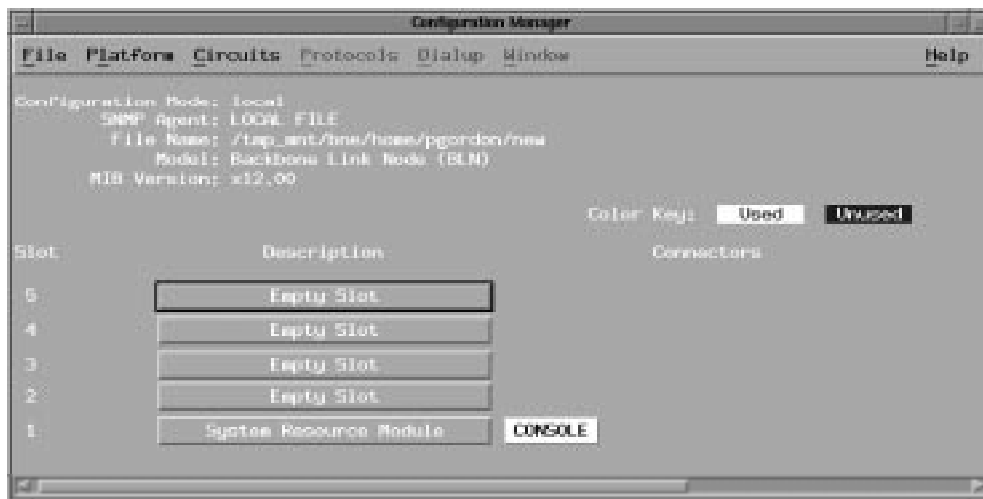 Configuration Manager
File Platform Circuits Protocols Dialup Window Help
Configuration Mode: local
SNMP Agent: LOCAL FILE
File Name: /tmp_mnt/bne/home/pgordon/new
Model: Backbone Link Node (BLN)
MIB Version: x12.00
Color Key: Used Unused
Slot Description Connectors
5 Empty Slot
4 Empty Slot
3 Empty Slot
2 Empty Slot
1 System Resource Module CONSOLE